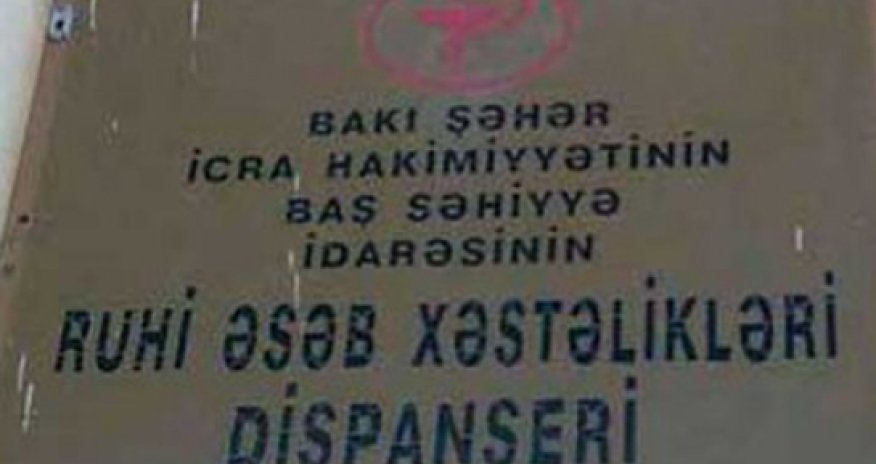 BAKI ŞƏHƏR
İCRA HAKİMİYYƏTİNİN
BAŞ SƏHİYYƏ
İDARƏSİNİN
RUHİ ƏSƏB XƏSTƏLİKLƏRİ
DİSPANSERİ